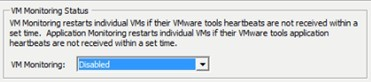 VM Monitoring Status
VM Monitoring restarts individual VMs if their VMware tools heartbeats are not received within a
set time.  Application Monitoring restarts individual VMs if their VMware tools application
heartbeats are not received within a set time.
VM Monitoring:
Disabled